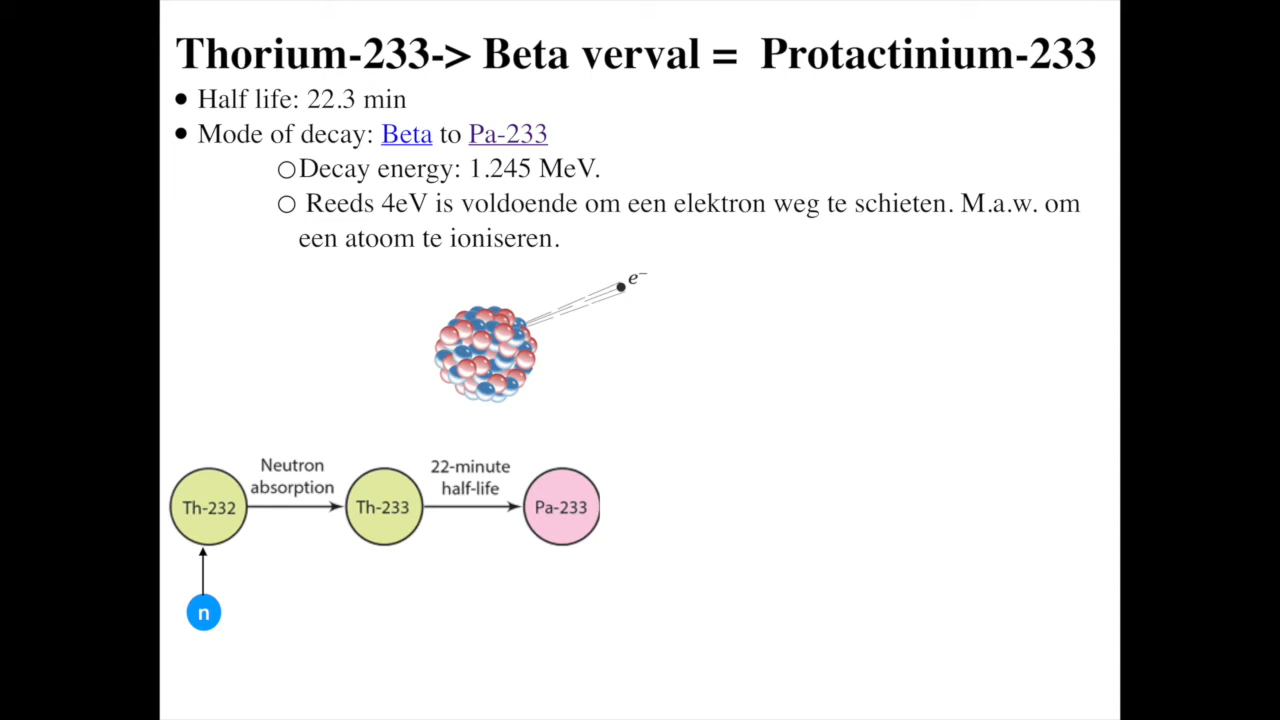 Thorium-233-> Beta verval = Protactinium-233
● Half life: 22.3 min
● Mode of decay: Beta to Pa-233
○Decay energy: 1.245 MeV.
○ Reeds 4eV is voldoende om een elektron weg te schieten. M.a.w. om
een atoom te ioniseren.
e⁻
Neutron
absorption
22-minute
half-life
Th-232
Th-233
Pa-233
n